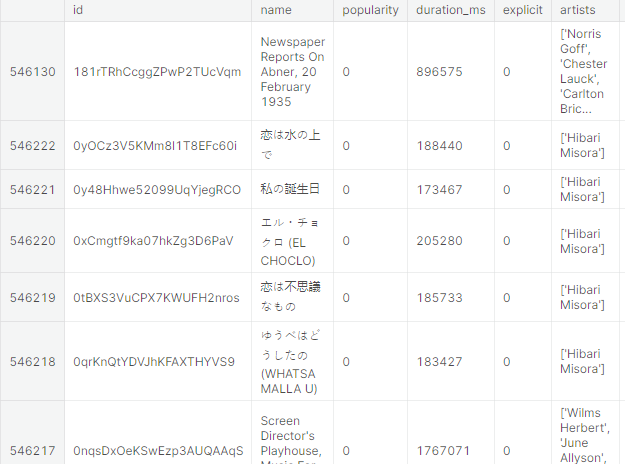 id name popularity duration_ms explicit artists
546130 181rTRhCcggZPwP2TUcVqm Newspaper Reports On Abner, 20 February 1935 0 896575 0 ['Norris Goff', 'Chester Lauck', 'Carlton Bric...
546222 0yOCz3V5KMm8l1T8EFc60i 恋は水の上で 0 188440 0 ['Hibari Misora']
546221 0y48Hhwe52099UqYjegRCO 私の誕生日 0 173467 0 ['Hibari Misora']
546220 0xCmgtf9ka07hkZg3D6PaV エル・チョクロ (EL CHOCLO) 0 205280 0 ['Hibari Misora']
546219 0tBXS3VuCPX7KWUFH2nros 恋は不思議なもの 0 185733 0 ['Hibari Misora']
546218 0qrKnQtYDVJhKFAXTHYVS9 ゆうべはどうしたの (WHATSA MALLA U) 0 183427 0 ['Hibari Misora']
546217 0nqsDxOeKSwEzp3AUQAAqS Screen Director's Playhouse, 0 1767071 0 ['Wilms Herbert', 'June Allyson',